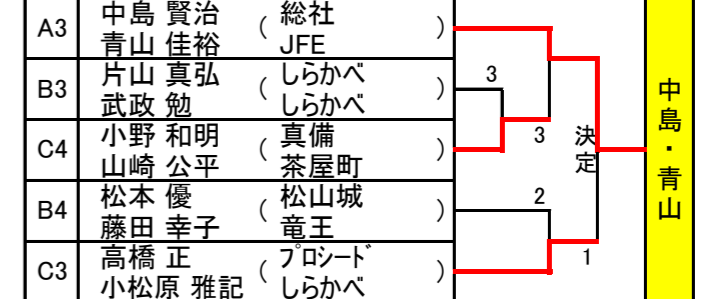 A3 中島 賢治 ( 総社 )
青山 佳裕 JFE
B3 片山 真弘 ( しらかべ ) 3
武政 勉 しらかべ
C4 小野 和明 ( 真備 ) 3
山崎 公平 茶屋町
決定
中島・青山
B4 松本 優 ( 松山城 ) 2
藤田 幸子 竜王
C3 高橋 正 ( プロシード ) 1
小松原 雅記 しらかべ